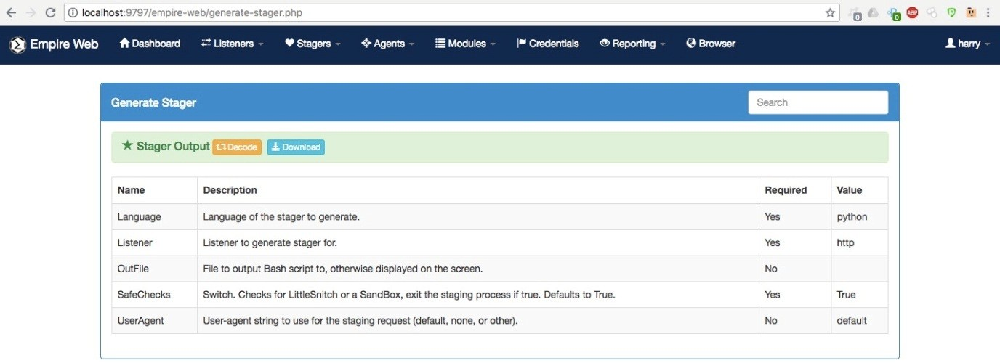 localhost:9797/empire-web/generate-stager.php
0
0
ABP
Empire Web Dashboard Listeners Stagers Agents Modules Credentials Reporting Browser harry
Generate Stager Search
Stager Output Decode Download
Name Description Required Value
Language Language of the stager to generate. Yes python
Listener Listener to generate stager for. Yes http
OutFile File to output Bash script to, otherwise displayed on the screen. No
SafeChecks Switch. Checks for LittleSnitch or a SandBox, exit the staging process if true. Defaults to True. Yes True
UserAgent User-agent string to use for the staging request (default, none, or other). No default